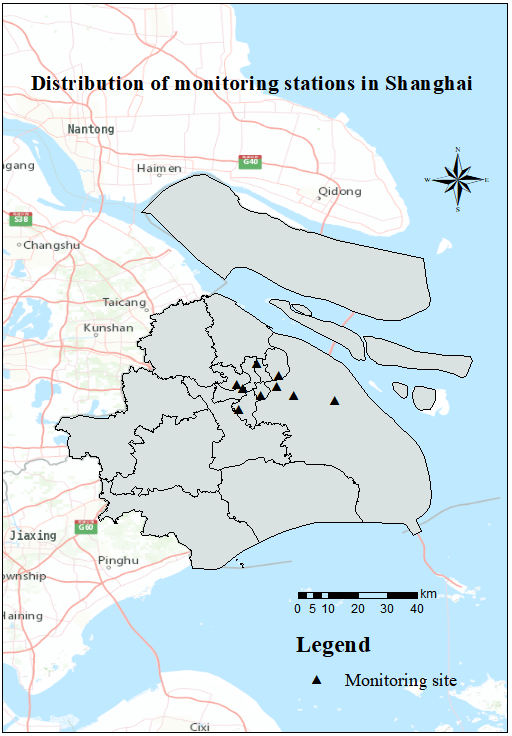 Distribution of monitoring stations in Shanghai
Nantong
Haimen
G40
gang
Qidong
N
W
E
S
S38
Changshu
Taicang
Kunshan
G60
Jiaxing
Pinghu
ownship
Haining
km
0 5 10 20 30 40
Legend
Monitoring site
Cixi